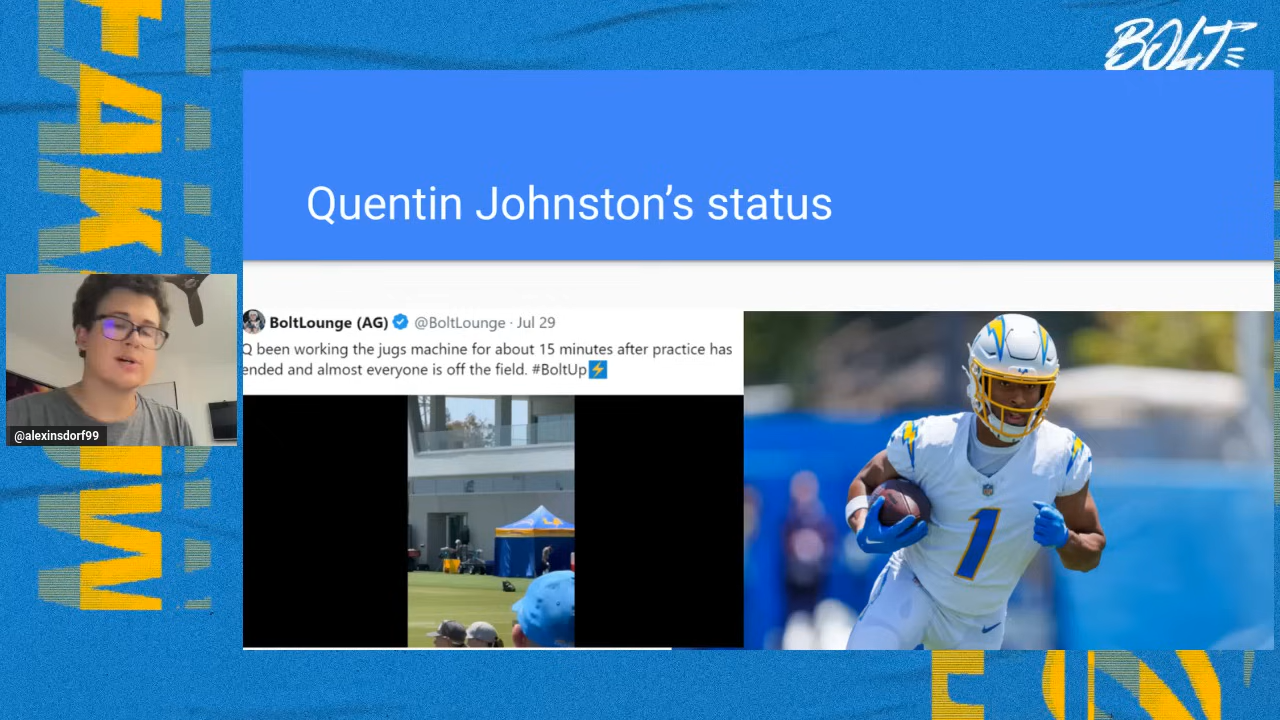 BOLT
Quentin Johnston’s status
BoltLounge (AG) @BoltLounge · Jul 29
Q been working the jugs machine for about 15 minutes after practice has
ended and almost everyone is off the field. #BoltUp⚡
1
@alexinsdorf99